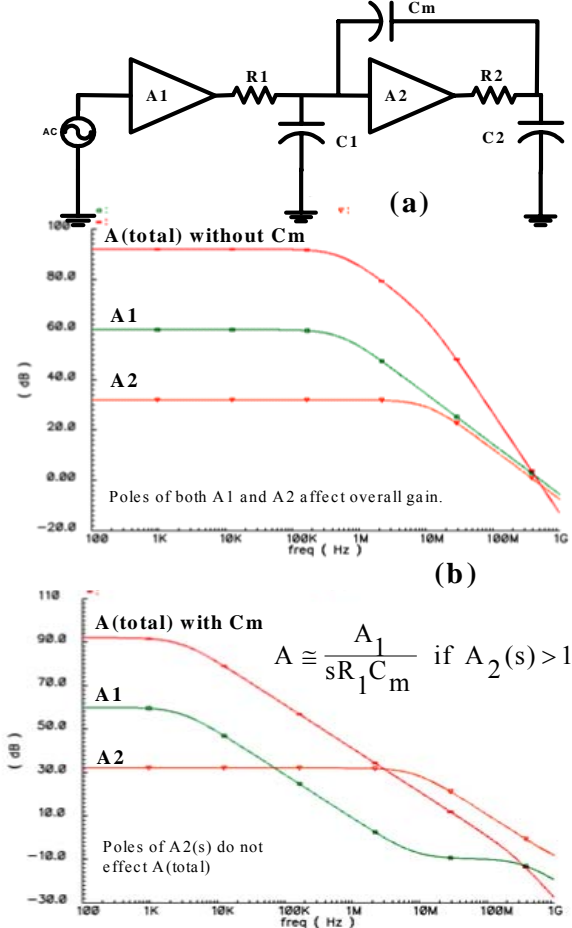 Cm
A1
R1
A2
R2
AC
C1
C2
(a)
100
A(total) without Cm
80.0
A1
60.0
40.0
A2
( dB )
20.0
0.00
Poles of both A1 and A2 affect overall gain.
-20.0
100 1K 10K 100K 1M 10M 100M 1G
freq ( Hz )
(b)
110
A(total) with Cm
90.0
A ≅ A1 / sR1Cm if A2(s) > 1
70.0
A1
50.0
( dB )
A2
30.0
10.0
Poles of A2(s) do not
effect A(total)
-10.0
-30.0
100 1K 10K 100K 1M 10M 100M 1G
freq ( Hz )